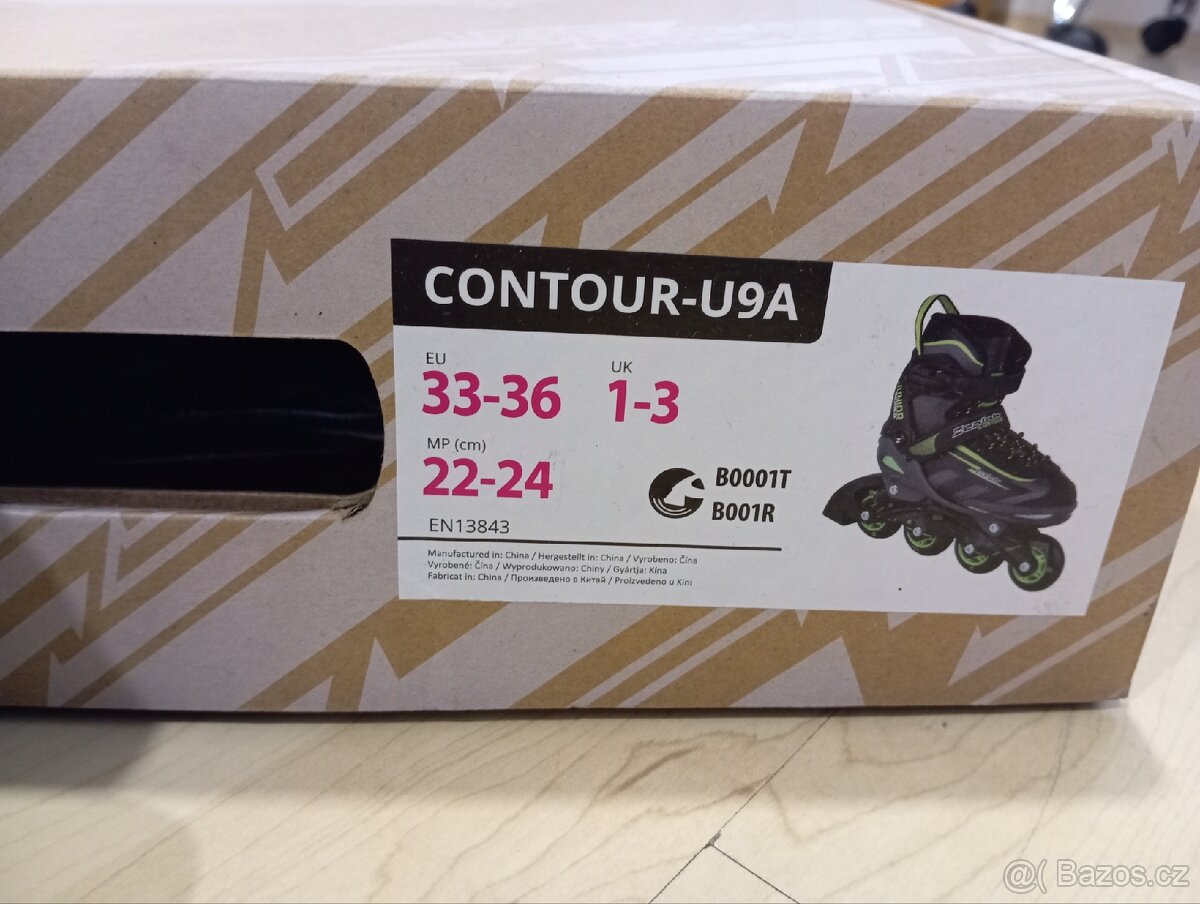 CONTOUR-U9A
EU
33-36
UK
1-3
MP (cm)
22-24
B0001T
B001R
EN13843
Manufactured in: China / Hergestellt in: China / Vyrobeno: Čína
Vyrobené: Čína / Wyprodukowano: Chiny / Gyártja: Kína
Fabricat in: China / Произведено в Китай / Proizvedeno u Kini
JUNIOR
@( Bazos.cz